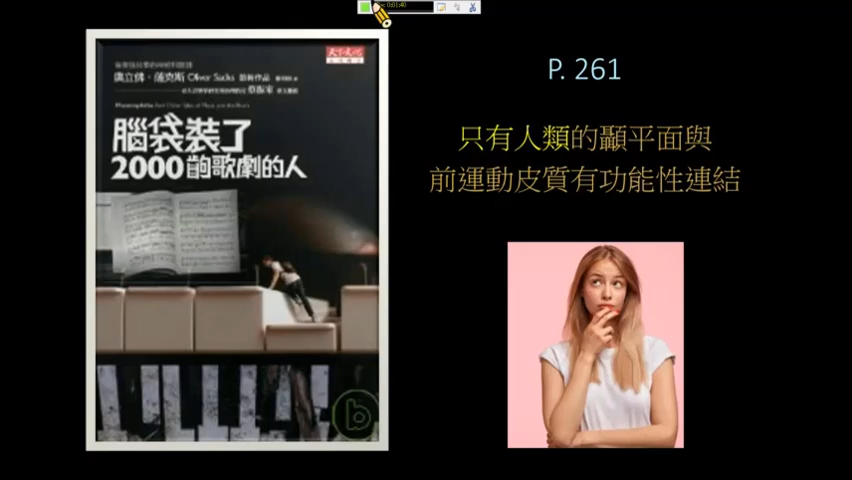 天下文化
奧立佛・薩克斯 Oliver Sacks
Musicophilia: And Other Tales of Music and the Brain
腦袋裝了
2000齣歌劇的人
b
P. 261
只有人類的顳平面與
前運動皮質有功能性連結